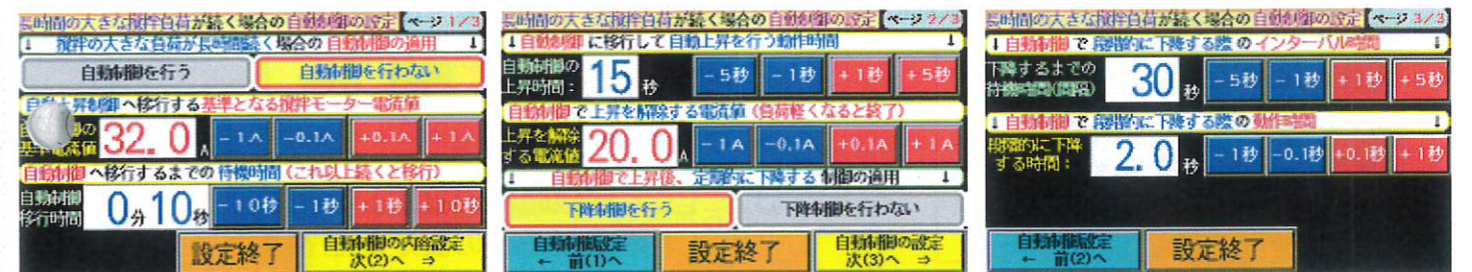 長時間の大きな撹拌負荷が続く場合の自動制御の設定 ページ 1/3
↓ 撹拌の大きな負荷が長時間続く場合の 自動制御の適用 ↓
自動制御を行う 自動制御を行わない
自動上昇制御へ移行する基準となる撹拌モーター電流値
自動制御の
基準電流値 32.0 A -1A -0.1A +0.1A +1A
自動制御 へ移行するまでの 待機時間 (これ以上続くと移行)
自動制御
移行時間 0分10秒 -10秒 -1秒 +1秒 +10秒
設定終了 自動制御の内容設定
次(2)へ ⇒
長時間の大きな撹拌負荷が続く場合の自動制御の設定 ページ 2/3
↓ 自動制御 に移行して 自動上昇を行う動作時間 ↓
自動制御の
上昇時間： 15 秒 -5秒 -1秒 +1秒 +5秒
自動制御 で 上昇を解除する電流値 (負荷軽くなると終了)
上昇を解除
する電流値 20.0 A -1A -0.1A +0.1A +1A
↓ 自動制御で上昇後、定期的に下降する 制御の適用 ↓
下降制御を行う 下降制御を行わない
自動制御設定
← 前(1)へ 設定終了 自動制御の設定
次(3)へ ⇒
長時間の大きな撹拌負荷が続く場合の自動制御の設定 ページ 3/3
↓ 自動制御 で 段階的に下降する際 の インターバル時間 ↓
下降するまでの
待機時間(間隔) 30 秒 -5秒 -1秒 +1秒 +5秒
↓ 自動制御 で 段階的に下降する際 の 動作時間 ↓
段階的に下降
する時間： 2.0 秒 -1秒 -0.1秒 +0.1秒 +1秒
自動制御設定
← 前(2)へ 設定終了